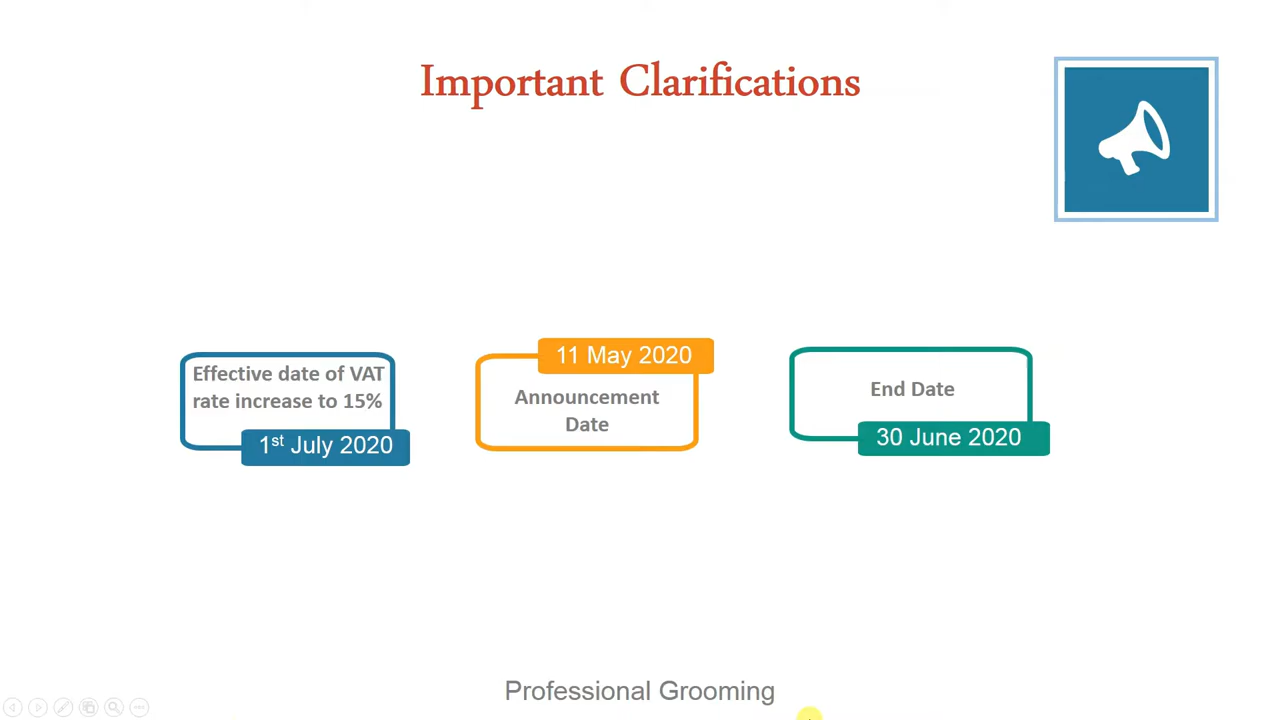 Important Clarifications
Effective date of VAT
rate increase to 15%
1st July 2020
11 May 2020
Announcement
Date
End Date
30 June 2020
Professional Grooming